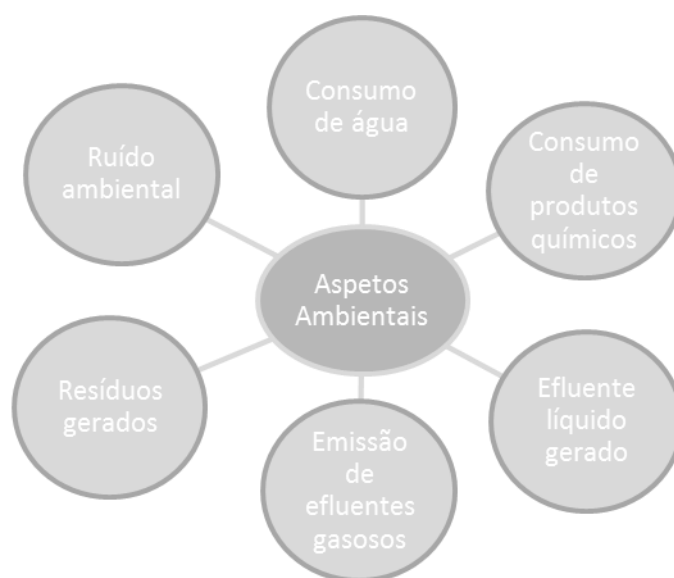 Consumo
de água
Ruído
ambiental
Consumo
de
produtos
químicos
Aspetos
Ambientais
Resíduos
gerados
Efluente
líquido
gerado
Emissão
de
efluentes
gasosos